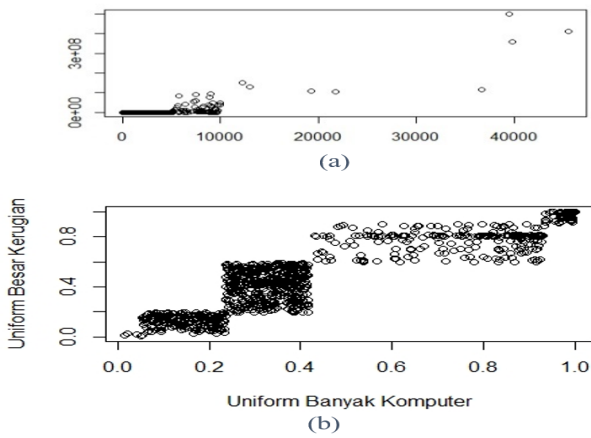 3e+08
0e+00
0 10000 20000 30000 40000
(a)
Uniform Besar Kerugian
0.8
0.4
0.0
0.0 0.2 0.4 0.6 0.8 1.0
Uniform Banyak Komputer
(b)